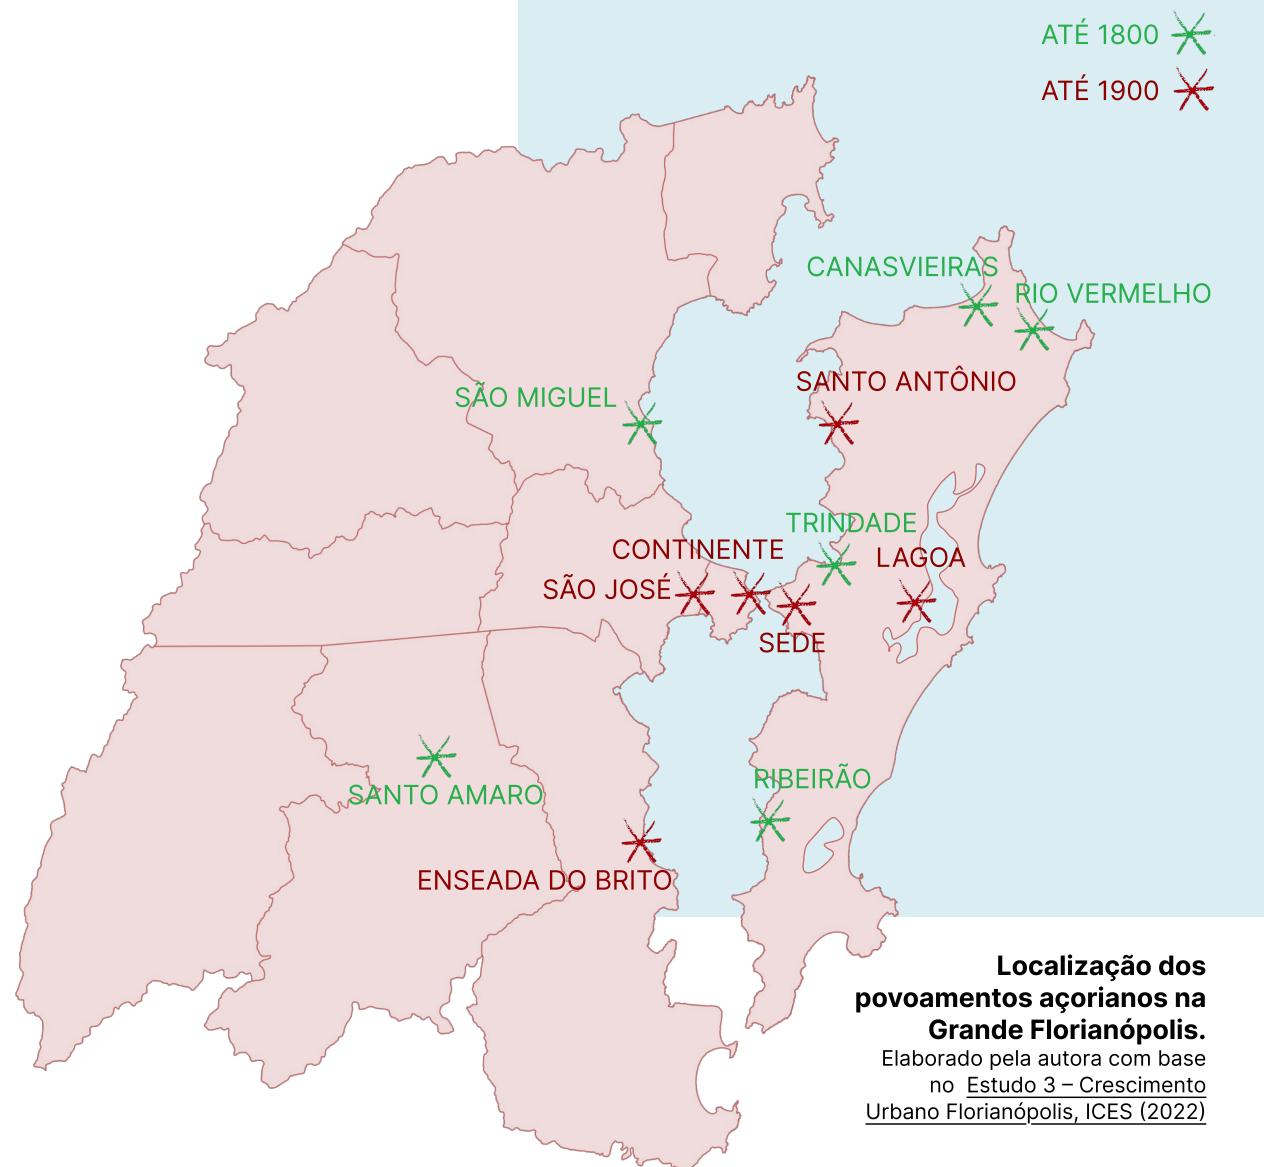 ATÉ 1800
ATÉ 1900
CANASVIEIRAS
RIO VERMELHO
SANTO ANTÔNIO
SÃO MIGUEL
TRINDADE
CONTINENTE
LAGOA
SÃO JOSÉ
SEDE
RIBEIRÃO
SANTO AMARO
ENSEADA DO BRITO
Localização dos
povoamentos açorianos na
Grande Florianópolis.
Elaborado pela autora com base
no Estudo 3 – Crescimento
Urbano Florianópolis, ICES (2022)